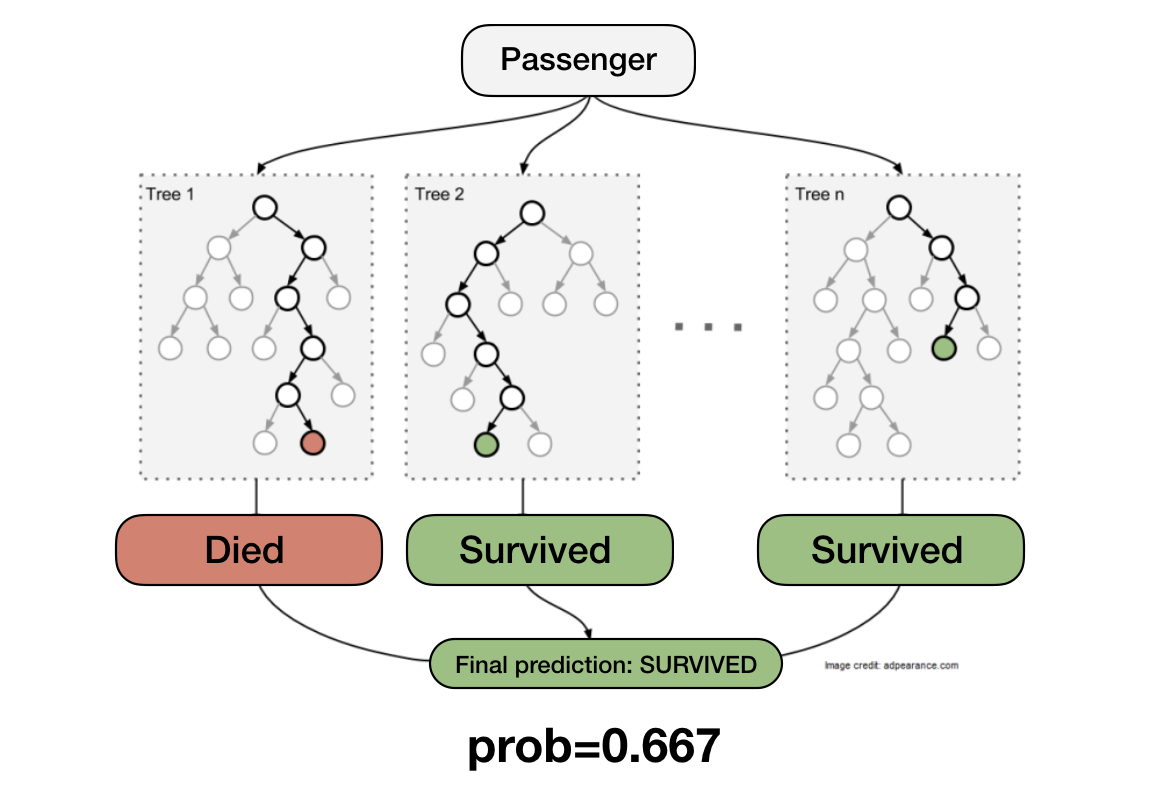 Passenger
Tree 1
Tree 2
Tree n
. . .
Died
Survived
Survived
Final prediction: SURVIVED
Image credit: adpearance.com
prob=0.667